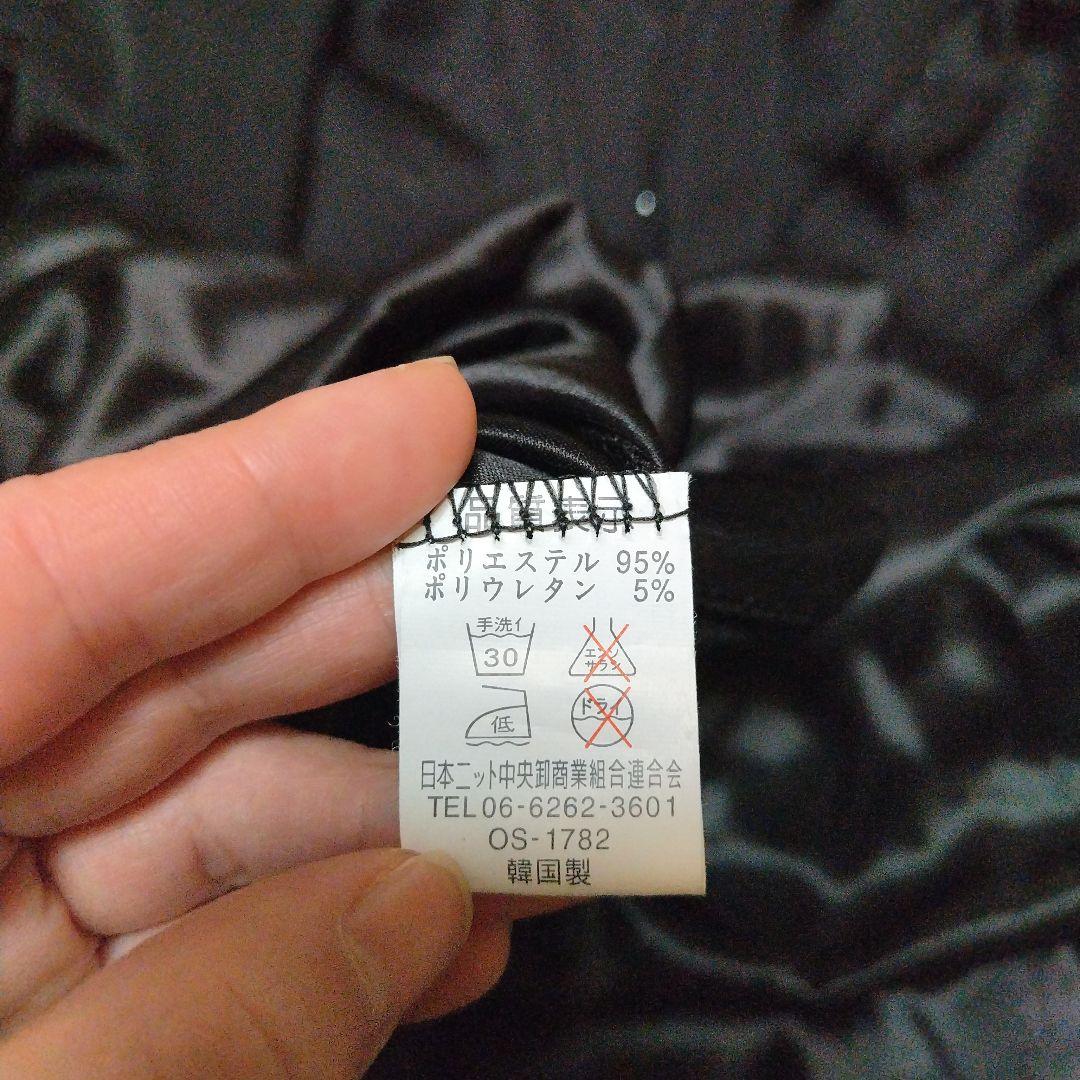 品質表示
ポリエステル 95%
ポリウレタン 5%
手洗イ
30
エンソ
サラシ
低
ドライ
日本ニット中央卸商業組合連合会
TEL06-6262-3601
OS-1782
韓国製